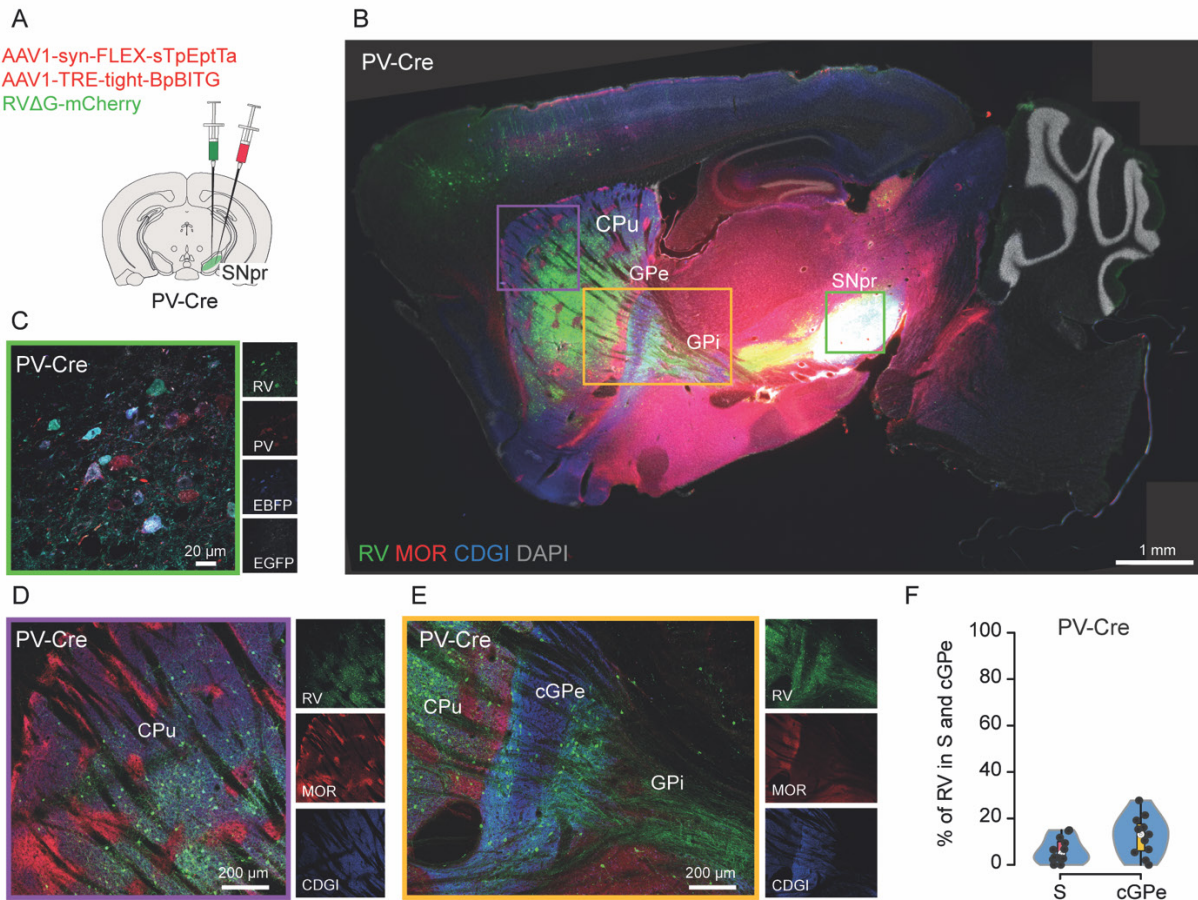 A
AAV1-syn-FLEX-sTpEptTa
AAV1-TRE-tight-BpBITG
RVΔG-mCherry
SNpr
PV-Cre
B
PV-Cre
CPu
GPe
SNpr
GPi
RV MOR CDGI DAPI
1 mm
C
PV-Cre
20 µm
RV
PV
EBFP
EGFP
D
PV-Cre
CPu
200 µm
RV
MOR
CDGI
E
PV-Cre
cGPe
CPu
GPi
200 µm
RV
MOR
CDGI
F
PV-Cre
% of RV in S and cGPe
100
80
60
40
20
0
S cGPe